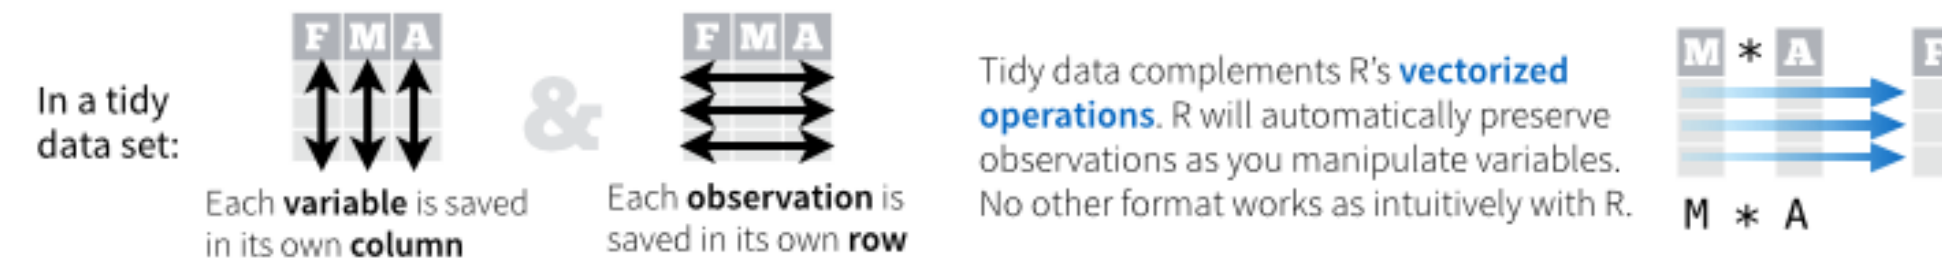 In a tidy
data set:
F M A
Each variable is saved
in its own column
&
F M A
Each observation is
saved in its own row
Tidy data complements R’s vectorized
operations. R will automatically preserve
observations as you manipulate variables.
No other format works as intuitively with R.
M * A
M * A